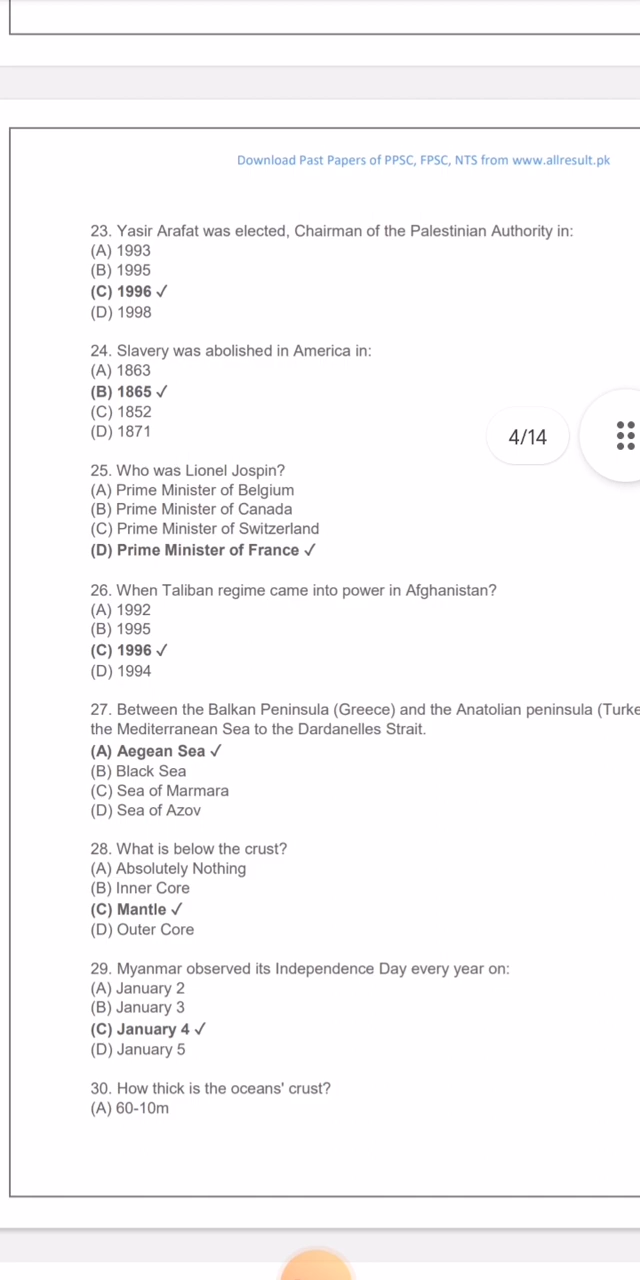 Download Past Papers of PPSC, FPSC, NTS from www.allresult.pk
23. Yasir Arafat was elected, Chairman of the Palestinian Authority in:
(A) 1993
(B) 1995
(C) 1996 ✓
(D) 1998
24. Slavery was abolished in America in:
(A) 1863
(B) 1865 ✓
(C) 1852
(D) 1871
4/14
25. Who was Lionel Jospin?
(A) Prime Minister of Belgium
(B) Prime Minister of Canada
(C) Prime Minister of Switzerland
(D) Prime Minister of France ✓
26. When Taliban regime came into power in Afghanistan?
(A) 1992
(B) 1995
(C) 1996 ✓
(D) 1994
27. Between the Balkan Peninsula (Greece) and the Anatolian peninsula (Turke
the Mediterranean Sea to the Dardanelles Strait.
(A) Aegean Sea ✓
(B) Black Sea
(C) Sea of Marmara
(D) Sea of Azov
28. What is below the crust?
(A) Absolutely Nothing
(B) Inner Core
(C) Mantle ✓
(D) Outer Core
29. Myanmar observed its Independence Day every year on:
(A) January 2
(B) January 3
(C) January 4 ✓
(D) January 5
30. How thick is the oceans' crust?
(A) 60-10m